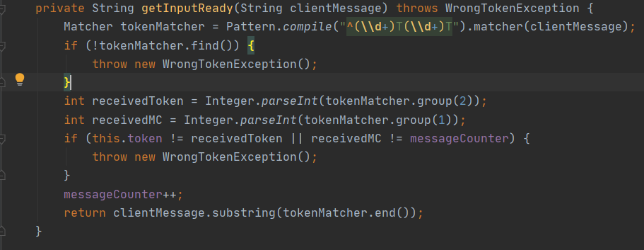 private String getInputReady(String clientMessage) throws WrongTokenException {
Matcher tokenMatcher = Pattern.compile("^(\\d+)T(\\d+)T").matcher(clientMessage);
if (!tokenMatcher.find()) {
throw new WrongTokenException();
}
int receivedToken = Integer.parseInt(tokenMatcher.group(2));
int receivedMC = Integer.parseInt(tokenMatcher.group(1));
if (this.token != receivedToken || receivedMC != messageCounter) {
throw new WrongTokenException();
}
messageCounter++;
return clientMessage.substring(tokenMatcher.end());
}